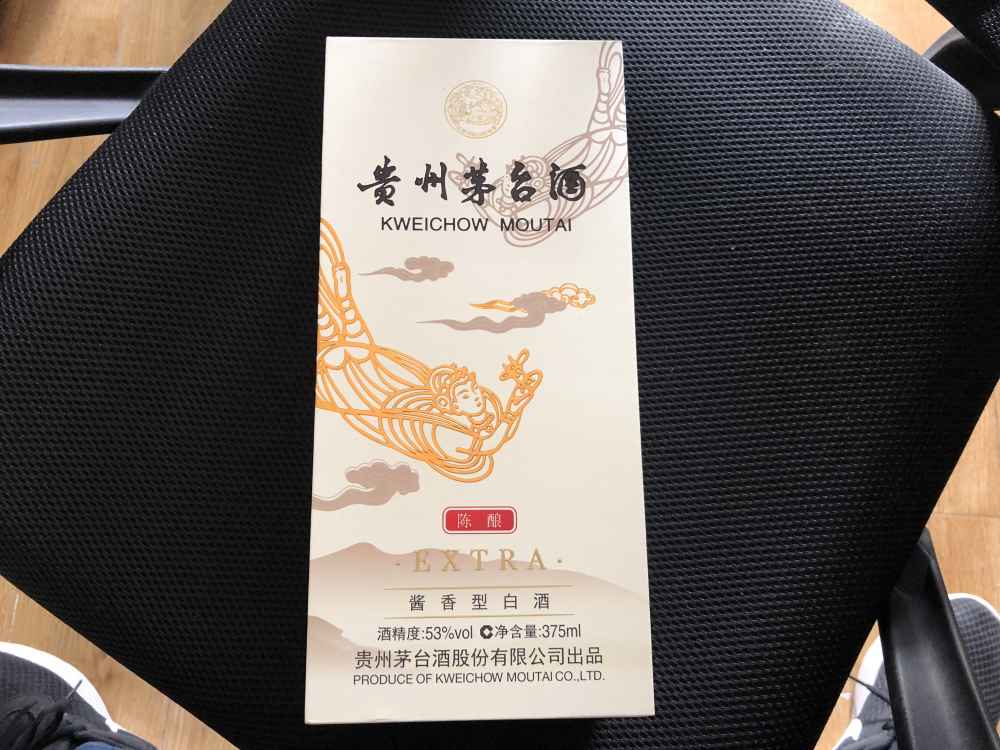 贵州茅台酒
KWEICHOW MOUTAI
陈酿
·EXTRA·
酱香型白酒
酒精度:53%vol C净含量:375ml
贵州茅台酒股份有限公司出品
PRODUCE OF KWEICHOW MOUTAI CO.,LTD.